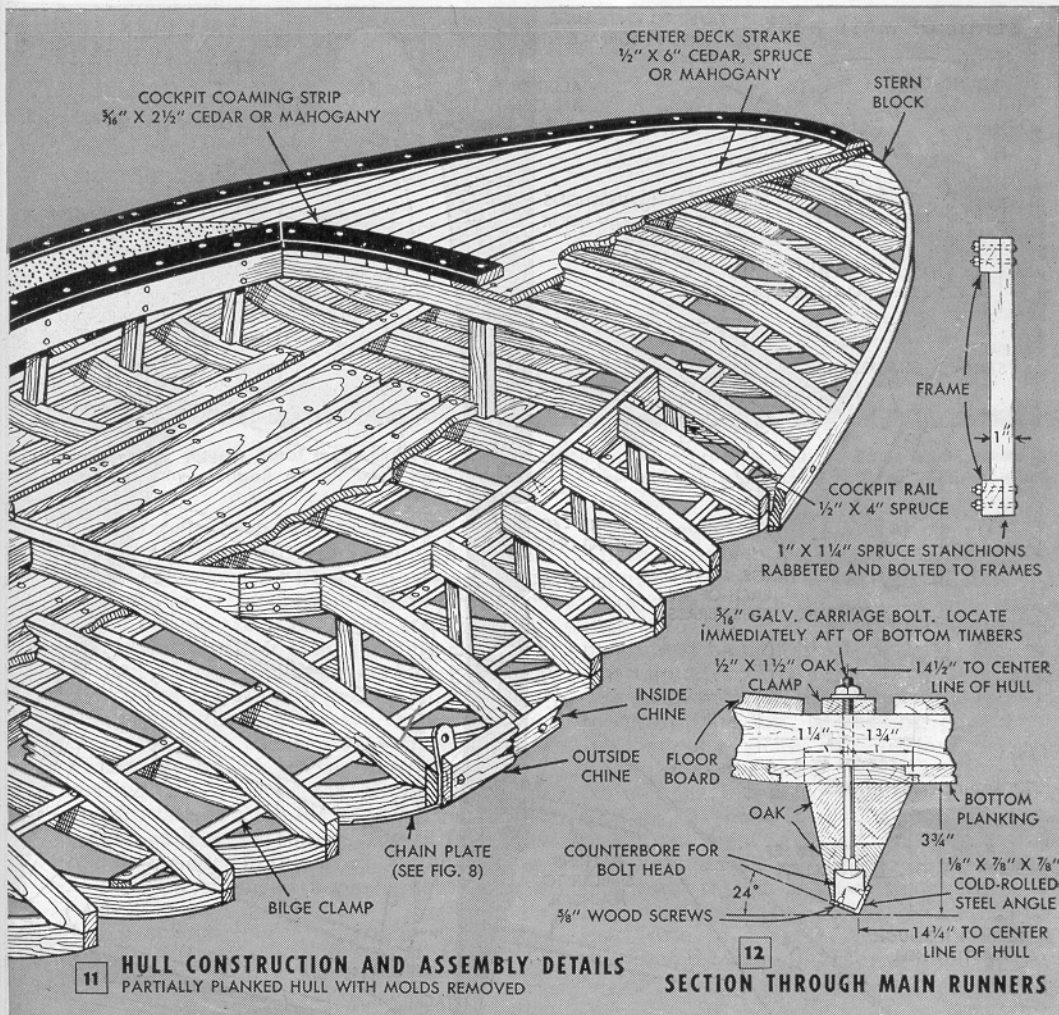 CENTER DECK STRAKE
½" X 6" CEDAR, SPRUCE
OR MAHOGANY
STERN
BLOCK
COCKPIT COAMING STRIP
5/16" X 2½" CEDAR OR MAHOGANY
FRAME
1"
COCKPIT RAIL
½" X 4" SPRUCE
1" X 1¼" SPRUCE STANCHIONS
RABBETED AND BOLTED TO FRAMES
5/16" GALV. CARRIAGE BOLT. LOCATE
IMMEDIATELY AFT OF BOTTOM TIMBERS
½" X 1½" OAK
CLAMP
14½" TO CENTER
LINE OF HULL
1¼"
1¾"
INSIDE
CHINE
OUTSIDE
CHINE
FLOOR
BOARD
BOTTOM
PLANKING
OAK
3¾"
CHAIN PLATE
(SEE FIG. 8)
COUNTERBORE FOR
BOLT HEAD
⅛" X ⅞" X ⅞"
COLD-ROLLED
STEEL ANGLE
24°
BILGE CLAMP
⅝" WOOD SCREWS
14¼" TO CENTER
LINE OF HULL
11 HULL CONSTRUCTION AND ASSEMBLY DETAILS
PARTIALLY PLANKED HULL WITH MOLDS REMOVED
12
SECTION THROUGH MAIN RUNNERS